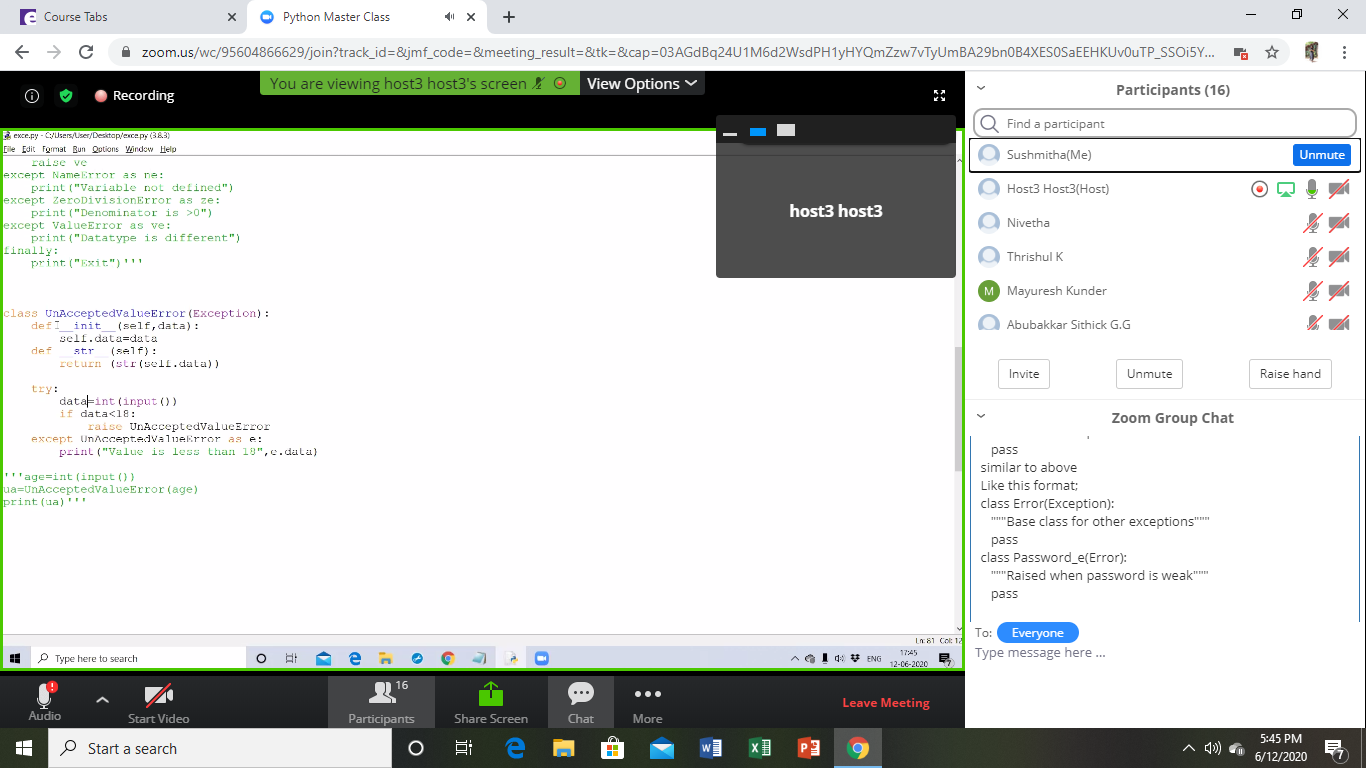 Course Tabs
Python Master Class
zoom.us/wc/95604866629/join?track_id=&jmf_code=&meeting_result=&tk=&cap=03AGdBq24U1M6d2WsdPH1yHYQmZzw7vTyUmBA29bn0B4XES0SaEEHKUv0uTP_SSOi5Y...
Recording
You are viewing host3 host3's screen
View Options
exce.py - C:/Users/User/Desktop/exce.py (3.8.3)
File Edit Format Run Options Window Help
    raise ve
except NameError as ne:
    print("Variable not defined")
except ZeroDivisionError as ze:
    print("Denominator is >0")
except ValueError as ve:
    print("Datatype is different")
finally:
    print("Exit")'''
class UnAcceptedValueError(Exception):
    def __init__(self,data):
        self.data=data
    def __str__(self):
        return (str(self.data))
    try:
        data=int(input())
        if data<18:
            raise UnAcceptedValueError
    except UnAcceptedValueError as e:
        print("Value is less than 18",e.data)
'''age=int(input())
ua=UnAcceptedValueError(age)
print(ua)'''
Ln: 81 Col: 12
host3 host3
Type here to search
ENG
17:45
12-06-2020
7
Participants (16)
Find a participant
Sushmitha(Me)
Unmute
Host3 Host3(Host)
Nivetha
Thrishul K
M Mayuresh Kunder
Abubakkar Sithick G.G
Invite
Unmute
Raise hand
Zoom Group Chat
pass
similar to above
Like this format;
class Error(Exception):
"""Base class for other exceptions"""
pass
class Password_e(Error):
"""Raised when password is weak"""
pass
To: Everyone
Type message here ...
Audio
Start Video
16
Participants
Share Screen
Chat
More
Leave Meeting
Start a search
5:45 PM
6/12/2020
7